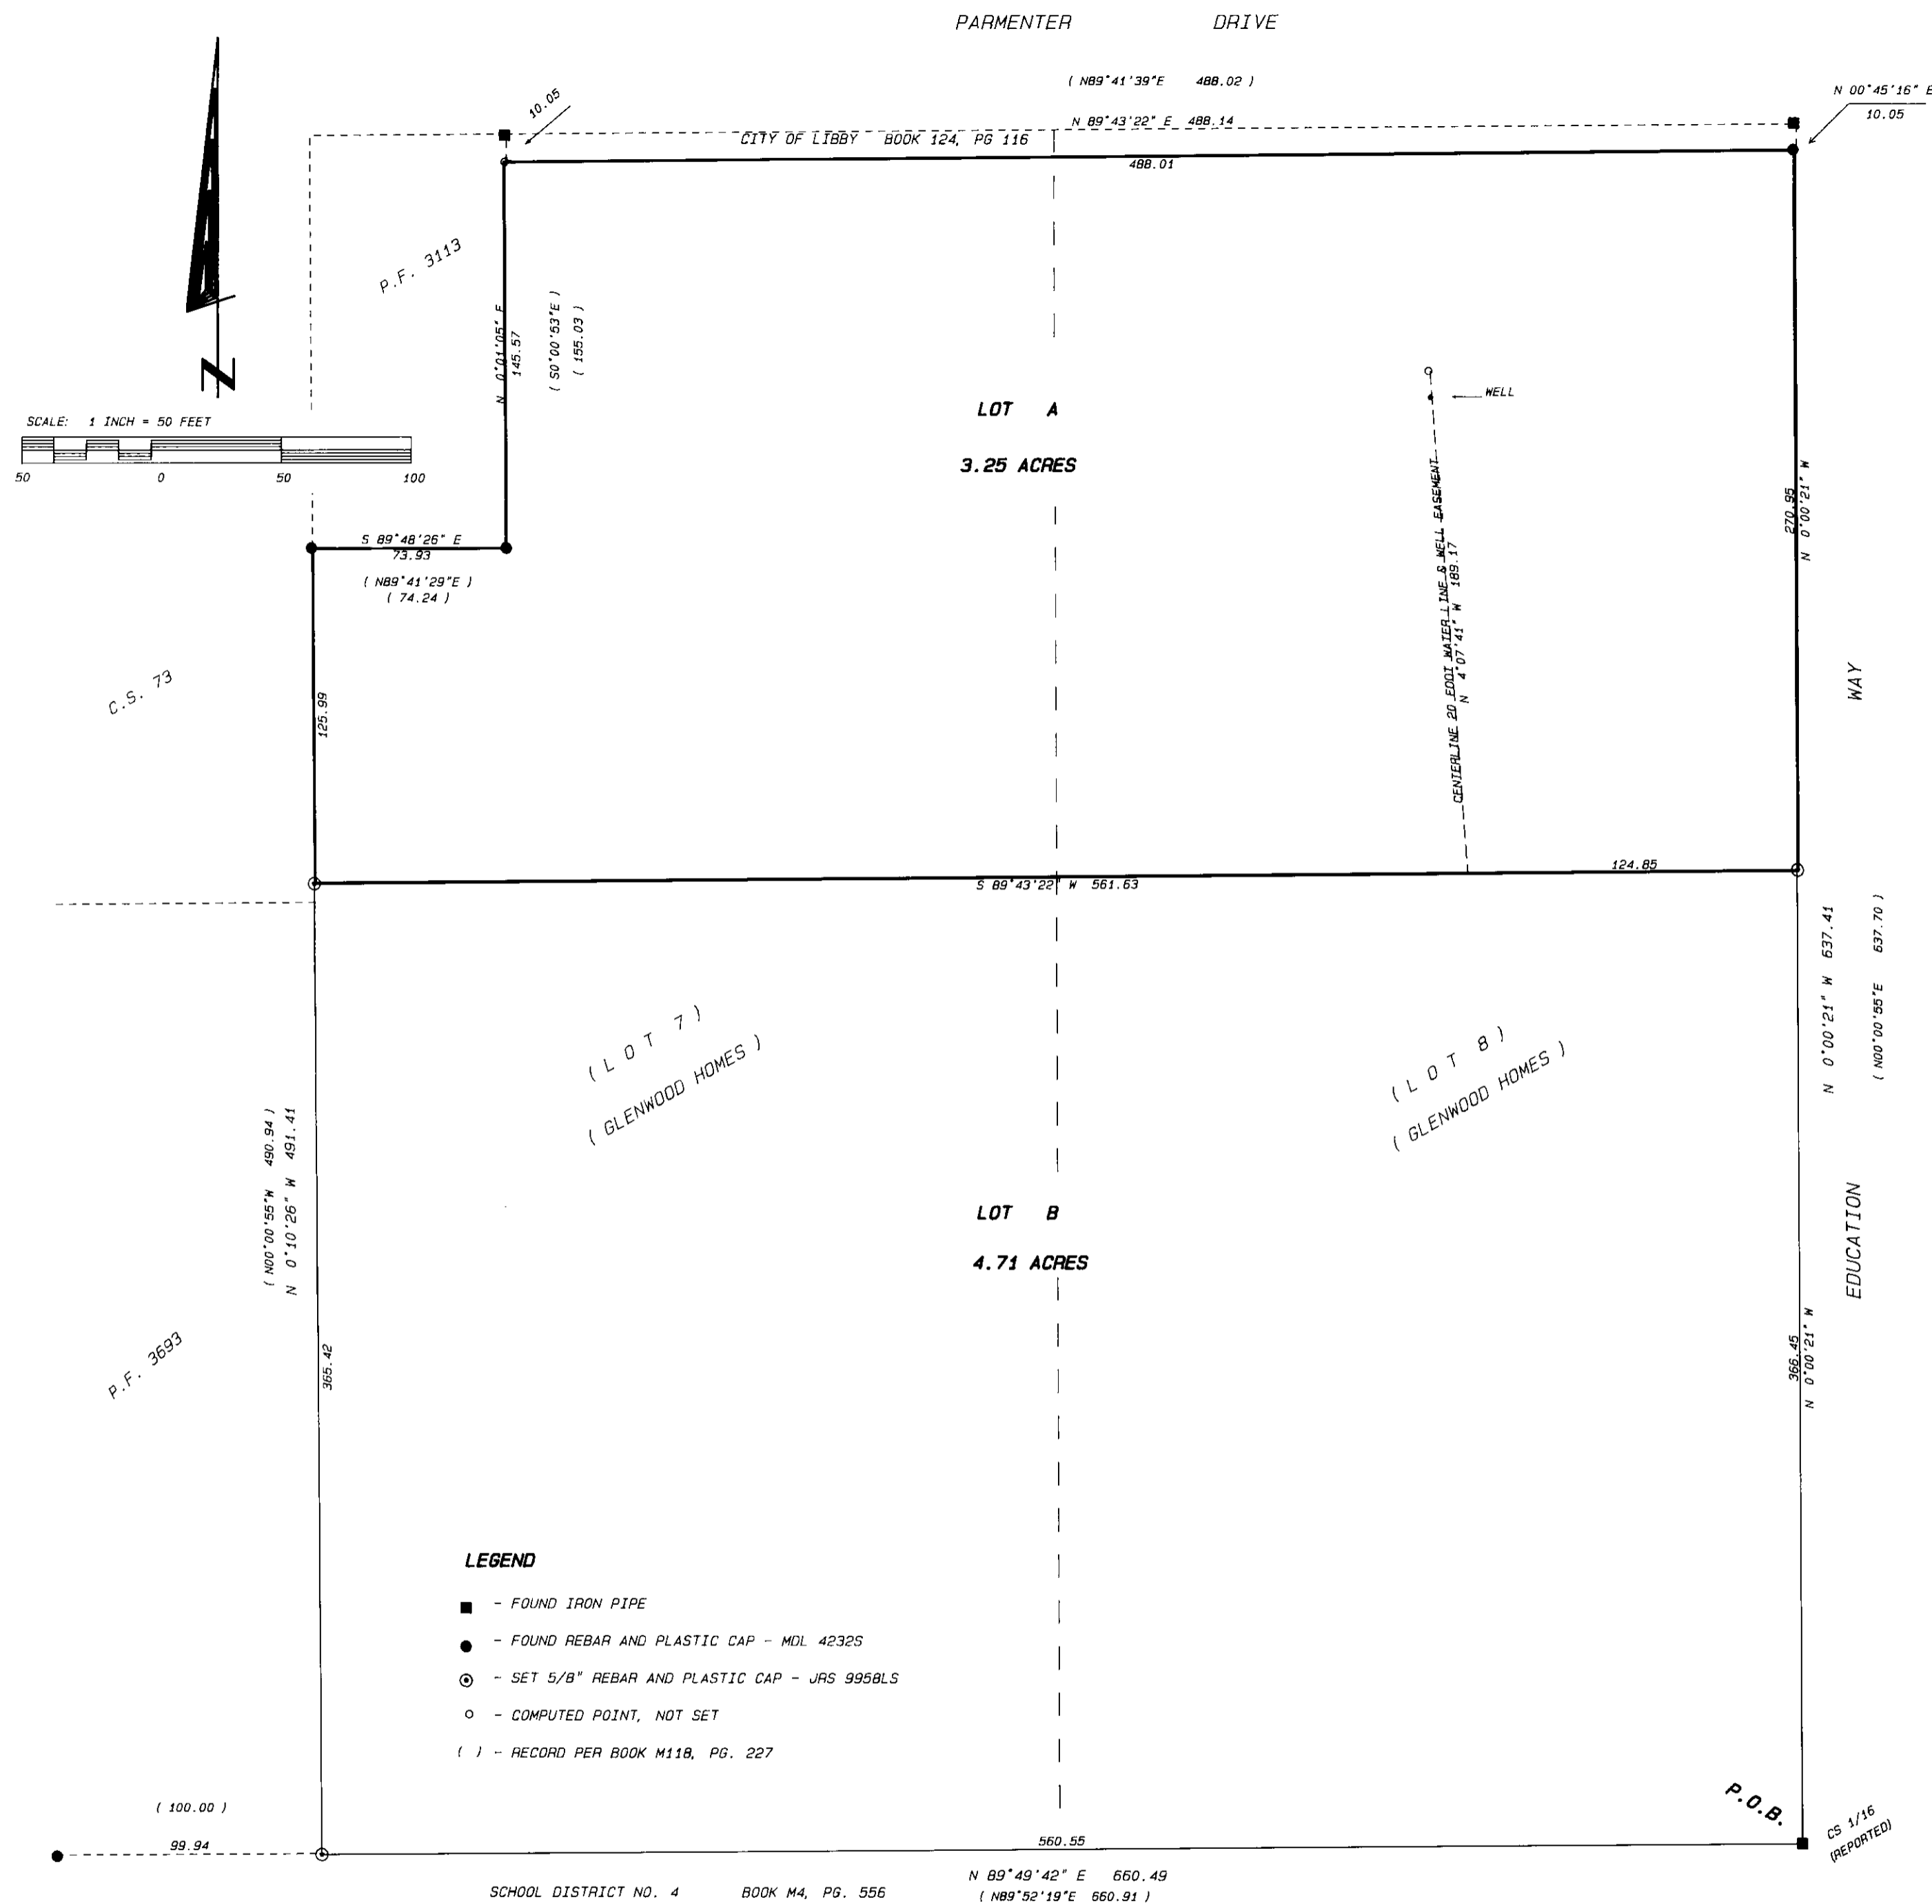 PARMENTER DRIVE
( N89°41'39"E 488.02 )
N 00°45'16" E
10.05
10.05
N 89°43'22" E 488.14
CITY OF LIBBY BOOK 124, PG 116
488.01
P.F. 3113
N 0°01'05" E
145.57
( S0°00'53"E )
( 155.03 )
N
SCALE: 1 INCH = 50 FEET
50 0 50 100
LOT A
3.25 ACRES
WELL
CENTERLINE 20 FOOT WATER LINE & WELL EASEMENT
N 4°07'41" W 189.17
270.95
N 0°00'21" W
S 89°48'26" E
73.93
( N89°41'29"E )
( 74.24 )
C.S. 73
125.99
WAY
124.85
S 89°43'22" W 561.63
N 0°00'21" W 637.41
( N00°00'55"E 637.70 )
( LOT 7 )
( GLENWOOD HOMES )
( LOT 8 )
( GLENWOOD HOMES )
( N00°00'55"W 490.94 )
N 0°10'26" W 491.41
LOT B
4.71 ACRES
EDUCATION
P.F. 3693
365.42
366.45
N 0°00'21" W
LEGEND
- FOUND IRON PIPE
- FOUND REBAR AND PLASTIC CAP - MDL 4232S
- SET 5/8" REBAR AND PLASTIC CAP - JRS 9958LS
- COMPUTED POINT, NOT SET
( ) - RECORD PER BOOK M118, PG. 227
P.O.B.
CS 1/16
(REPORTED)
( 100.00 )
99.94
560.55
N 89°49'42" E 660.49
( N89°52'19"E 660.91 )
SCHOOL DISTRICT NO. 4 BOOK M4, PG. 556